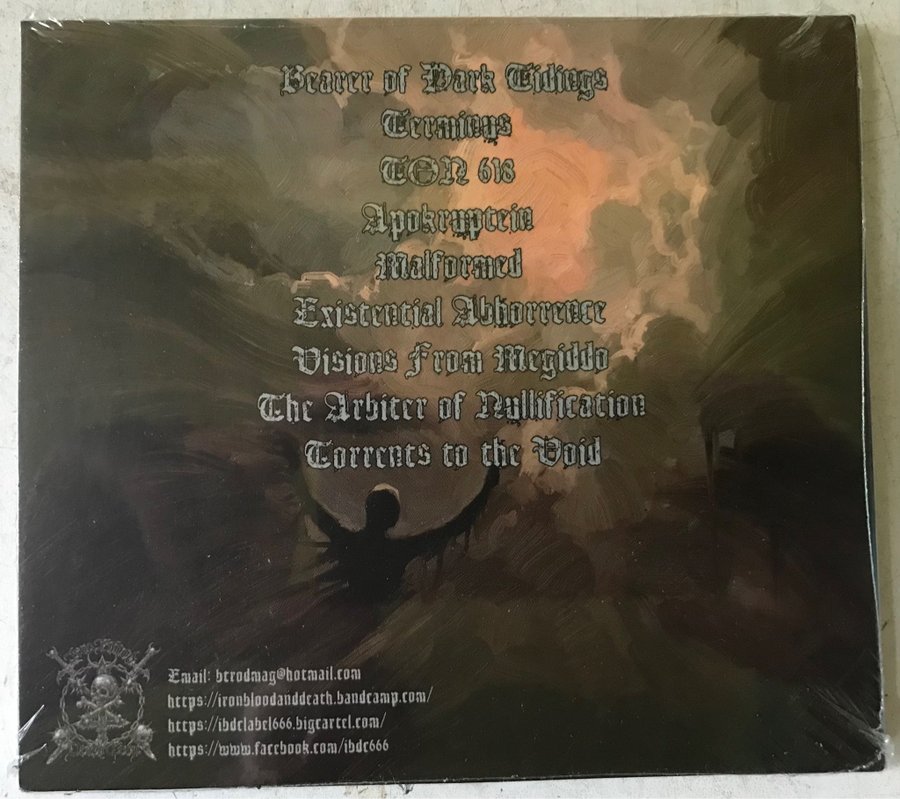 Bearer of Dark Tidings
Terminus
TON 618
Apokryptein
Malformed
Existential Abhorrence
Visions From Megiddo
The Arbiter of Nullification
Torrents to the Void
Email: btrodmag@hotmail.com
https://ironbloodanddeath.bandcamp.com/
https://ibdclabel666.bigcartel.com/
https://www.facebook.com/ibdc666